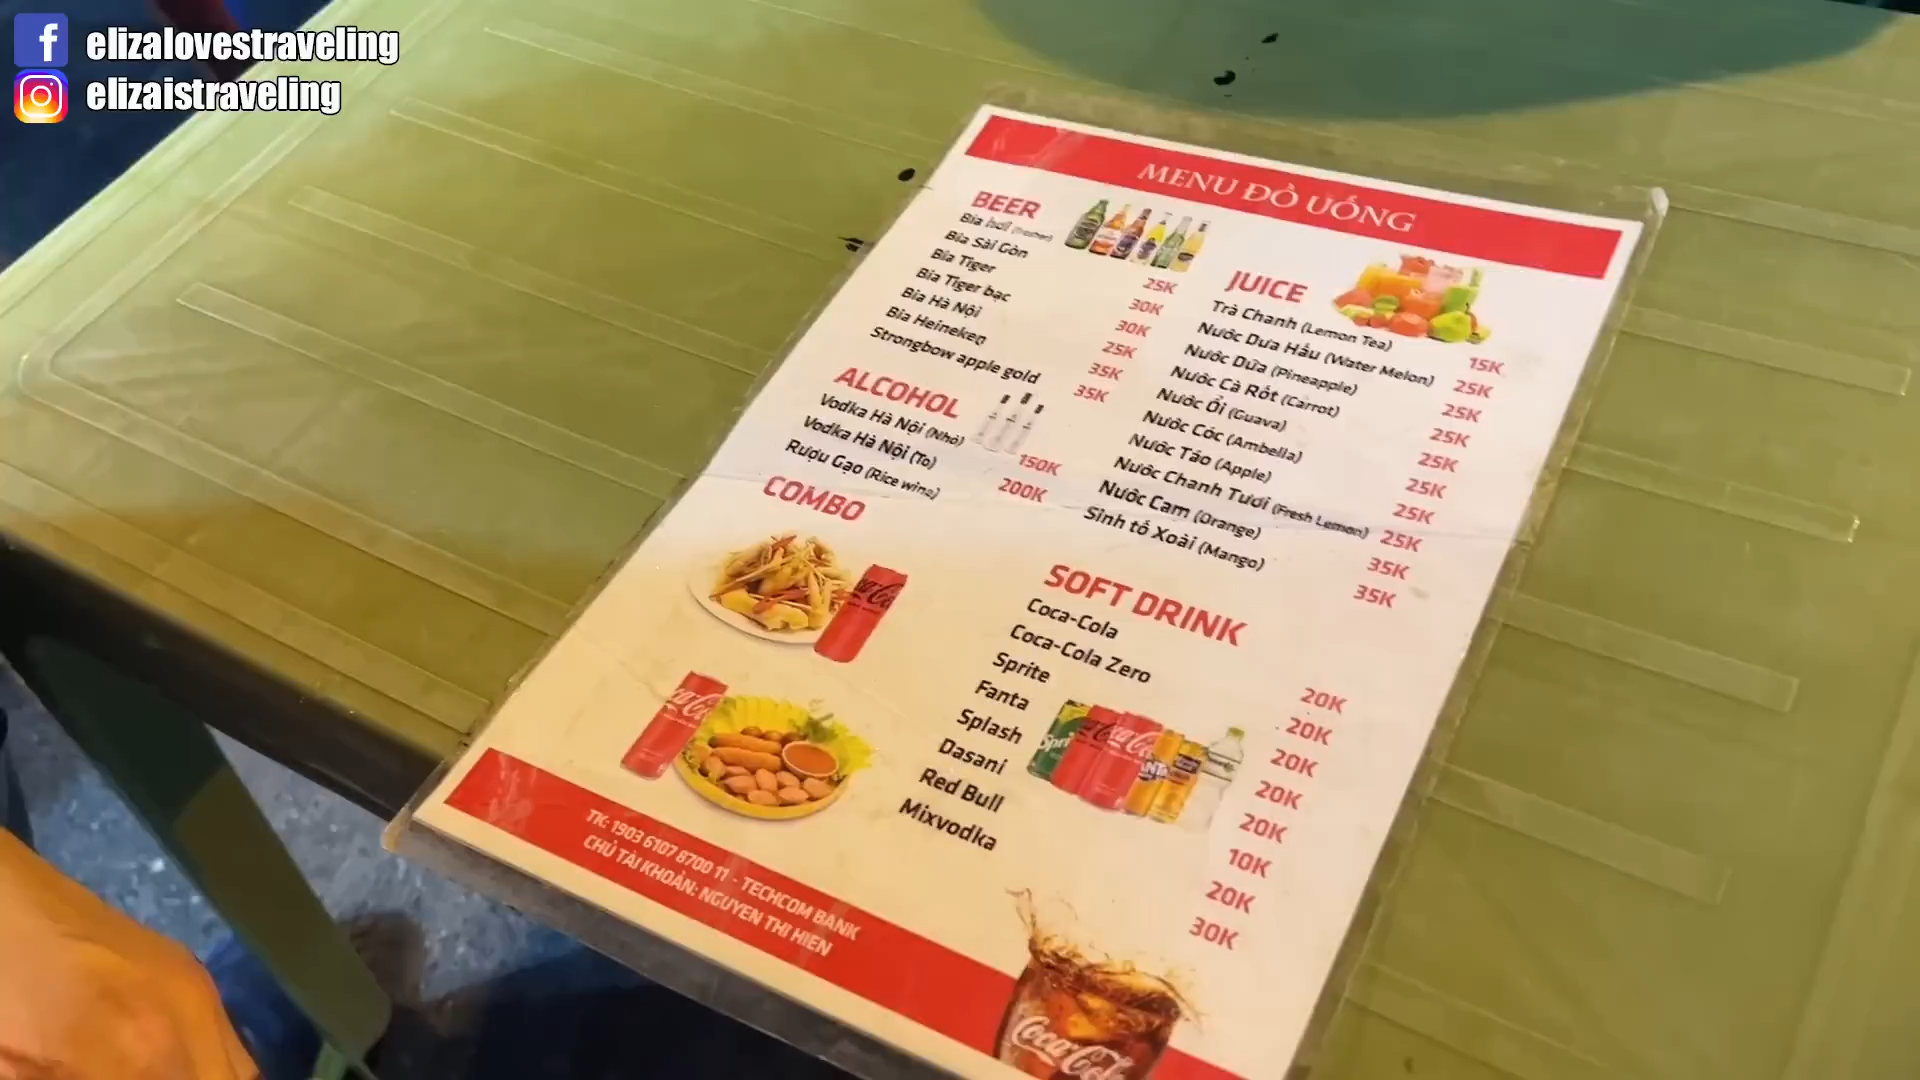 elizalovestraveling
elizaistraveling
MENU ĐỒ UỐNG
BEER
Bia hơi
Bia Sài Gòn 25K
Bia Tiger 30K
Bia Tiger bạc 30K
Bia Hà Nội 25K
Bia Heineken 35K
Strongbow apple gold 35K
ALCOHOL
Vodka Hà Nội (Nhỏ) 150K
Vodka Hà Nội (To) 200K
Rượu Gạo (Rice wine)
COMBO
JUICE
Trà Chanh (Lemon Tea) 15K
Nước Dưa Hấu (Water Melon) 25K
Nước Dứa (Pineapple) 25K
Nước Cà Rốt (Carrot) 25K
Nước Ổi (Guava) 25K
Nước Cóc (Ambella) 25K
Nước Táo (Apple) 25K
Nước Chanh Tươi (Fresh Lemon) 25K
Nước Cam (Orange) 35K
Sinh tố Xoài (Mango) 35K
SOFT DRINK
Coca-Cola 20K
Coca-Cola Zero 20K
Sprite 20K
Fanta 20K
Splash 20K
Dasani 10K
Red Bull 20K
Mixvodka 30K
TK: 1903 6107 8700 11 - TECHCOM BANK
CHỦ TÀI KHOẢN: NGUYEN THI HIEN
Coca-Cola